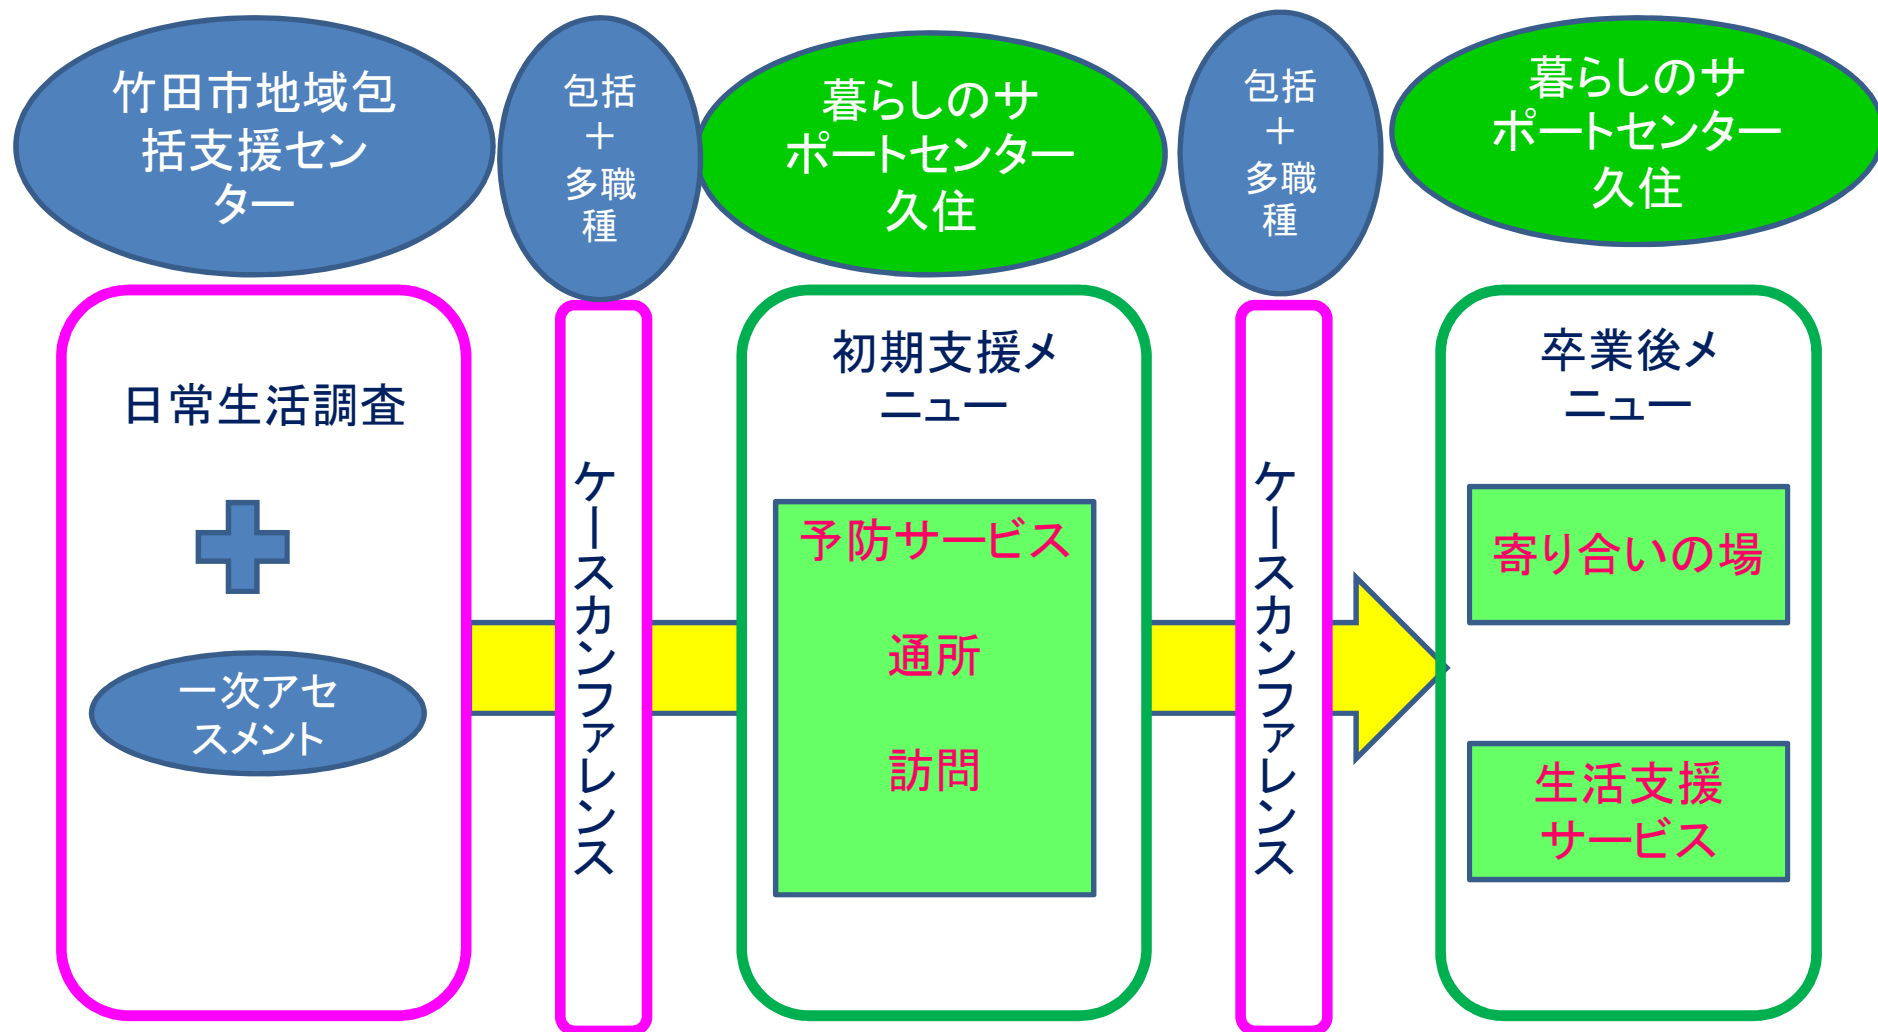 竹田市地域包
括支援セン
ター
包括
＋
多職
種
暮らしのサ
ポートセンター
久住
包括
＋
多職
種
暮らしのサ
ポートセンター
久住
日常生活調査
一次アセ
スメント
ケースカンファレンス
初期支援メ
ニュー
予防サービス
通所
訪問
ケースカンファレンス
卒業後メ
ニュー
寄り合いの場
生活支援
サービス